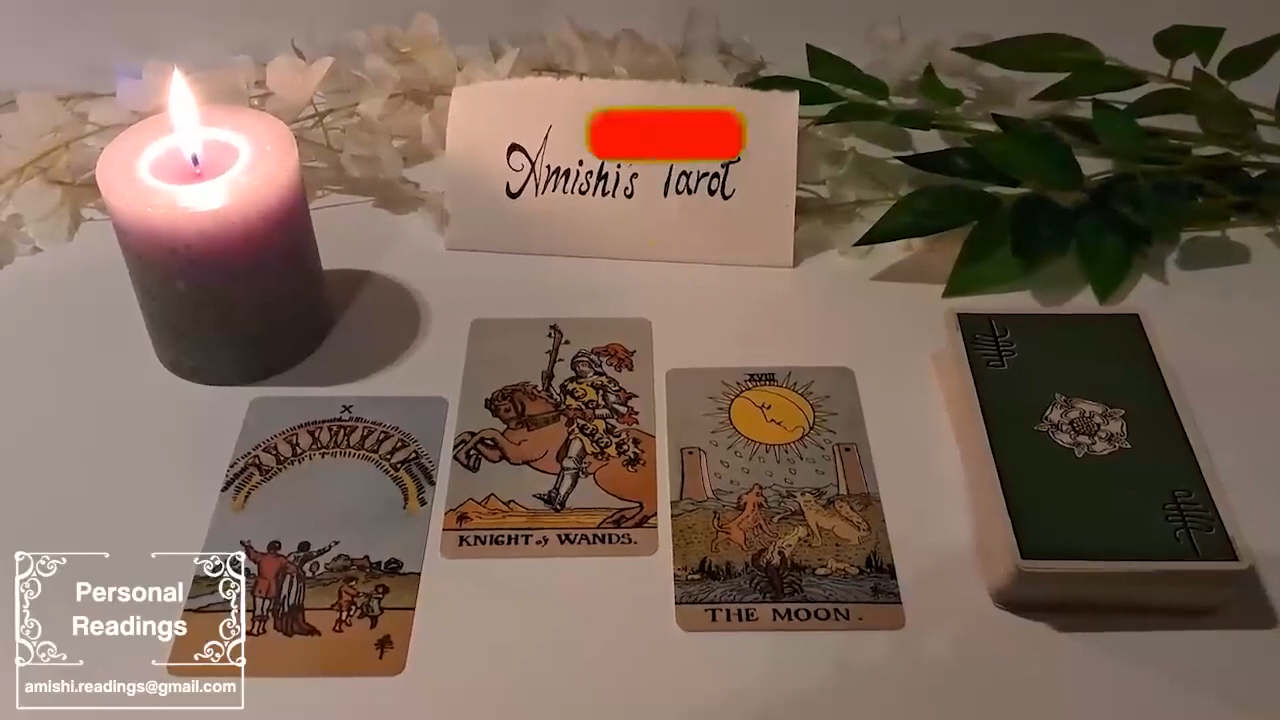 Amishi's Tarot
X
KNIGHT of WANDS.
XVIII
THE MOON.
Personal
Readings
amishi.readings@gmail.com